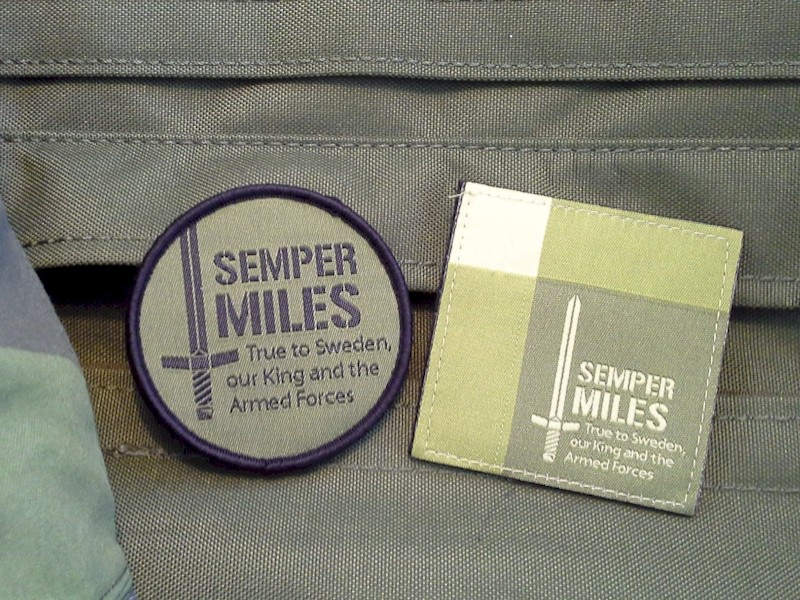 SEMPER
MILES
True to Sweden,
our King and the
Armed Forces
SEMPER
MILES
True to Sweden,
our King and the
Armed Forces